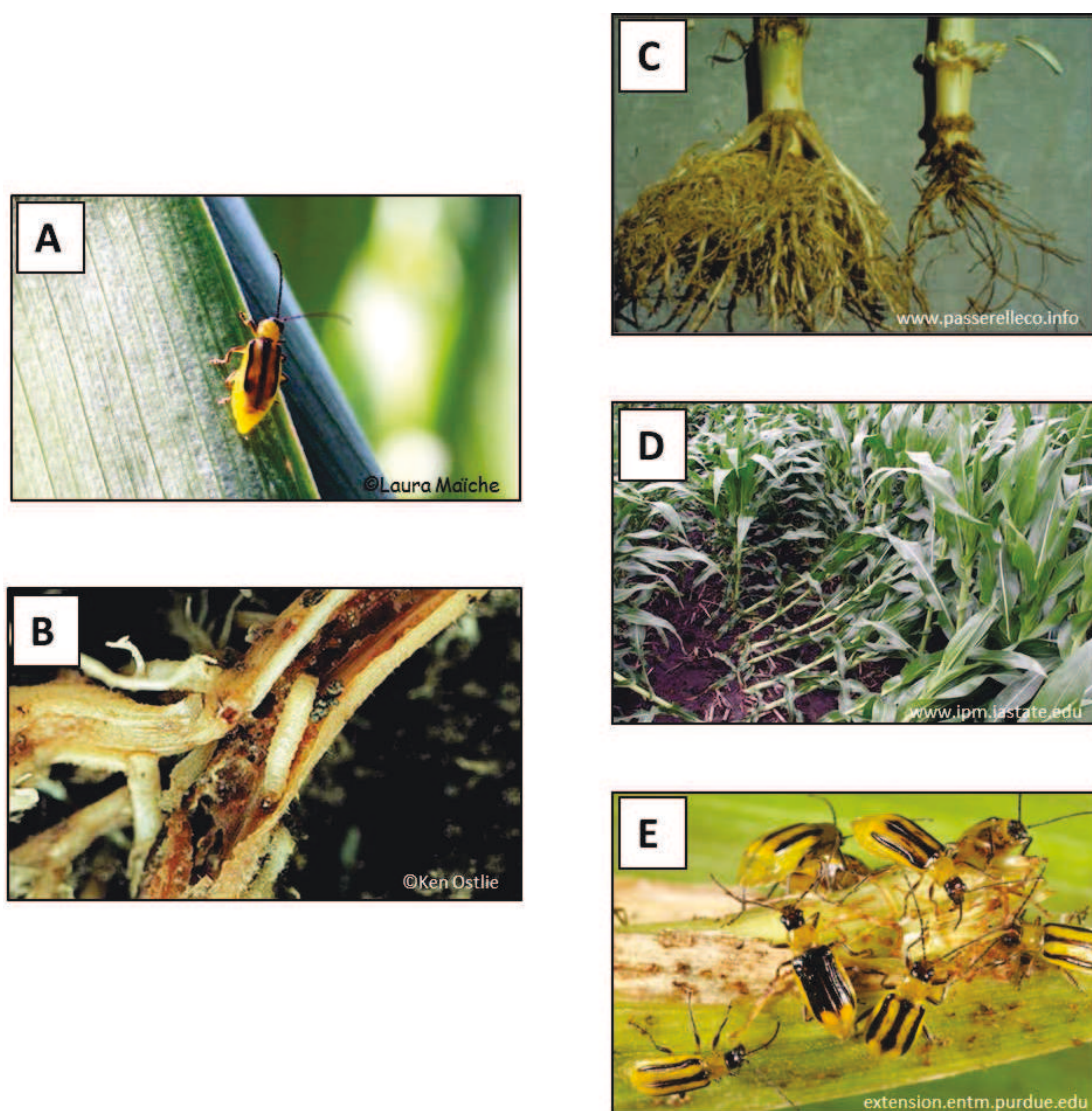 A
©Laura Maïche
B
©Ken Ostlie
C
www.passerelleco.info
D
www.ipm.iastate.edu
E
extension.entm.purdue.edu